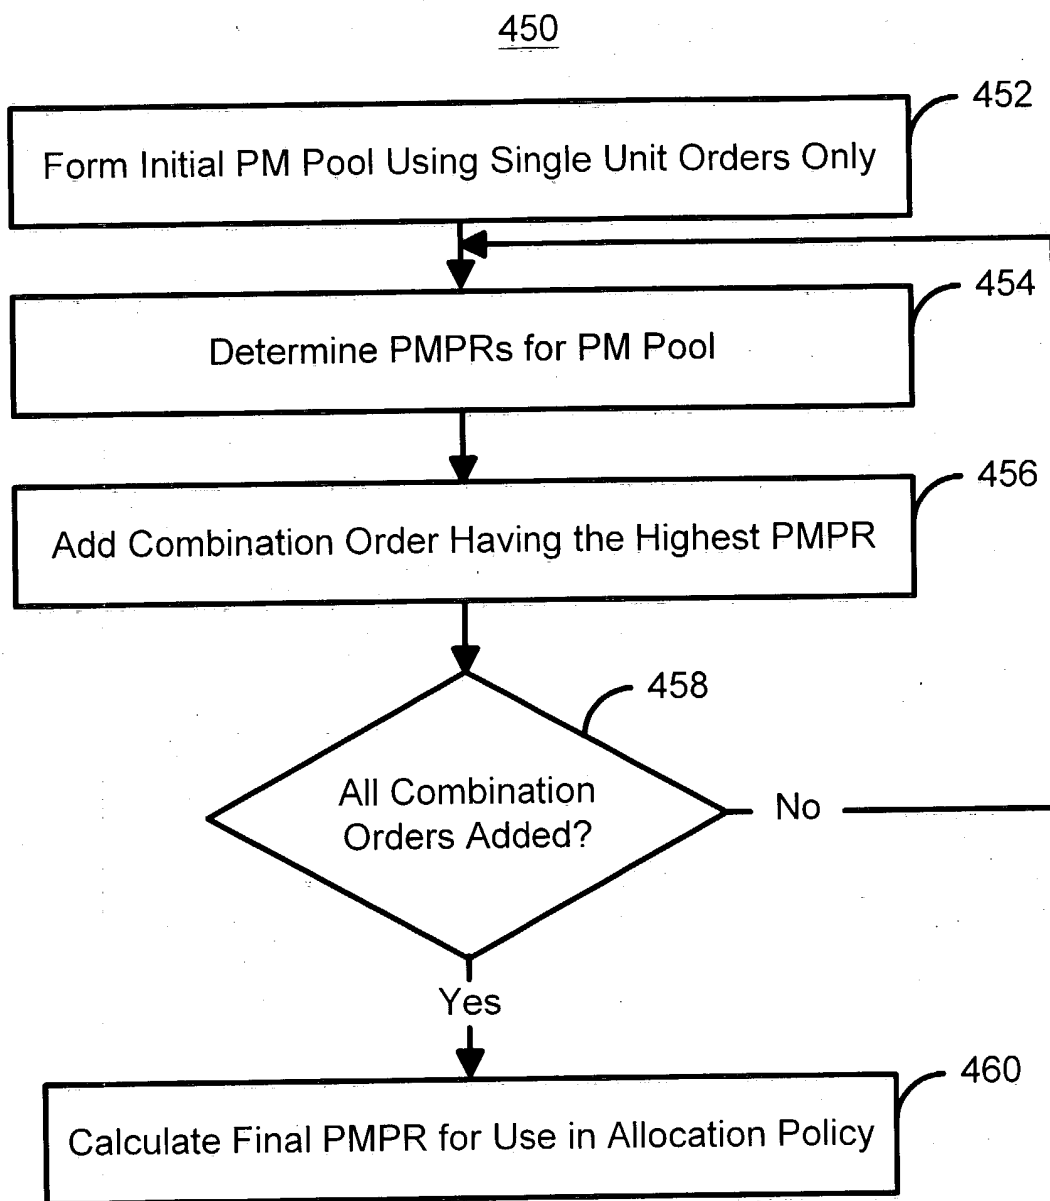 450
452
Form Initial PM Pool Using Single Unit Orders Only
454
Determine PMPRs for PM Pool
456
Add Combination Order Having the Highest PMPR
458
All Combination
Orders Added?
No
Yes
460
Calculate Final PMPR for Use in Allocation Policy